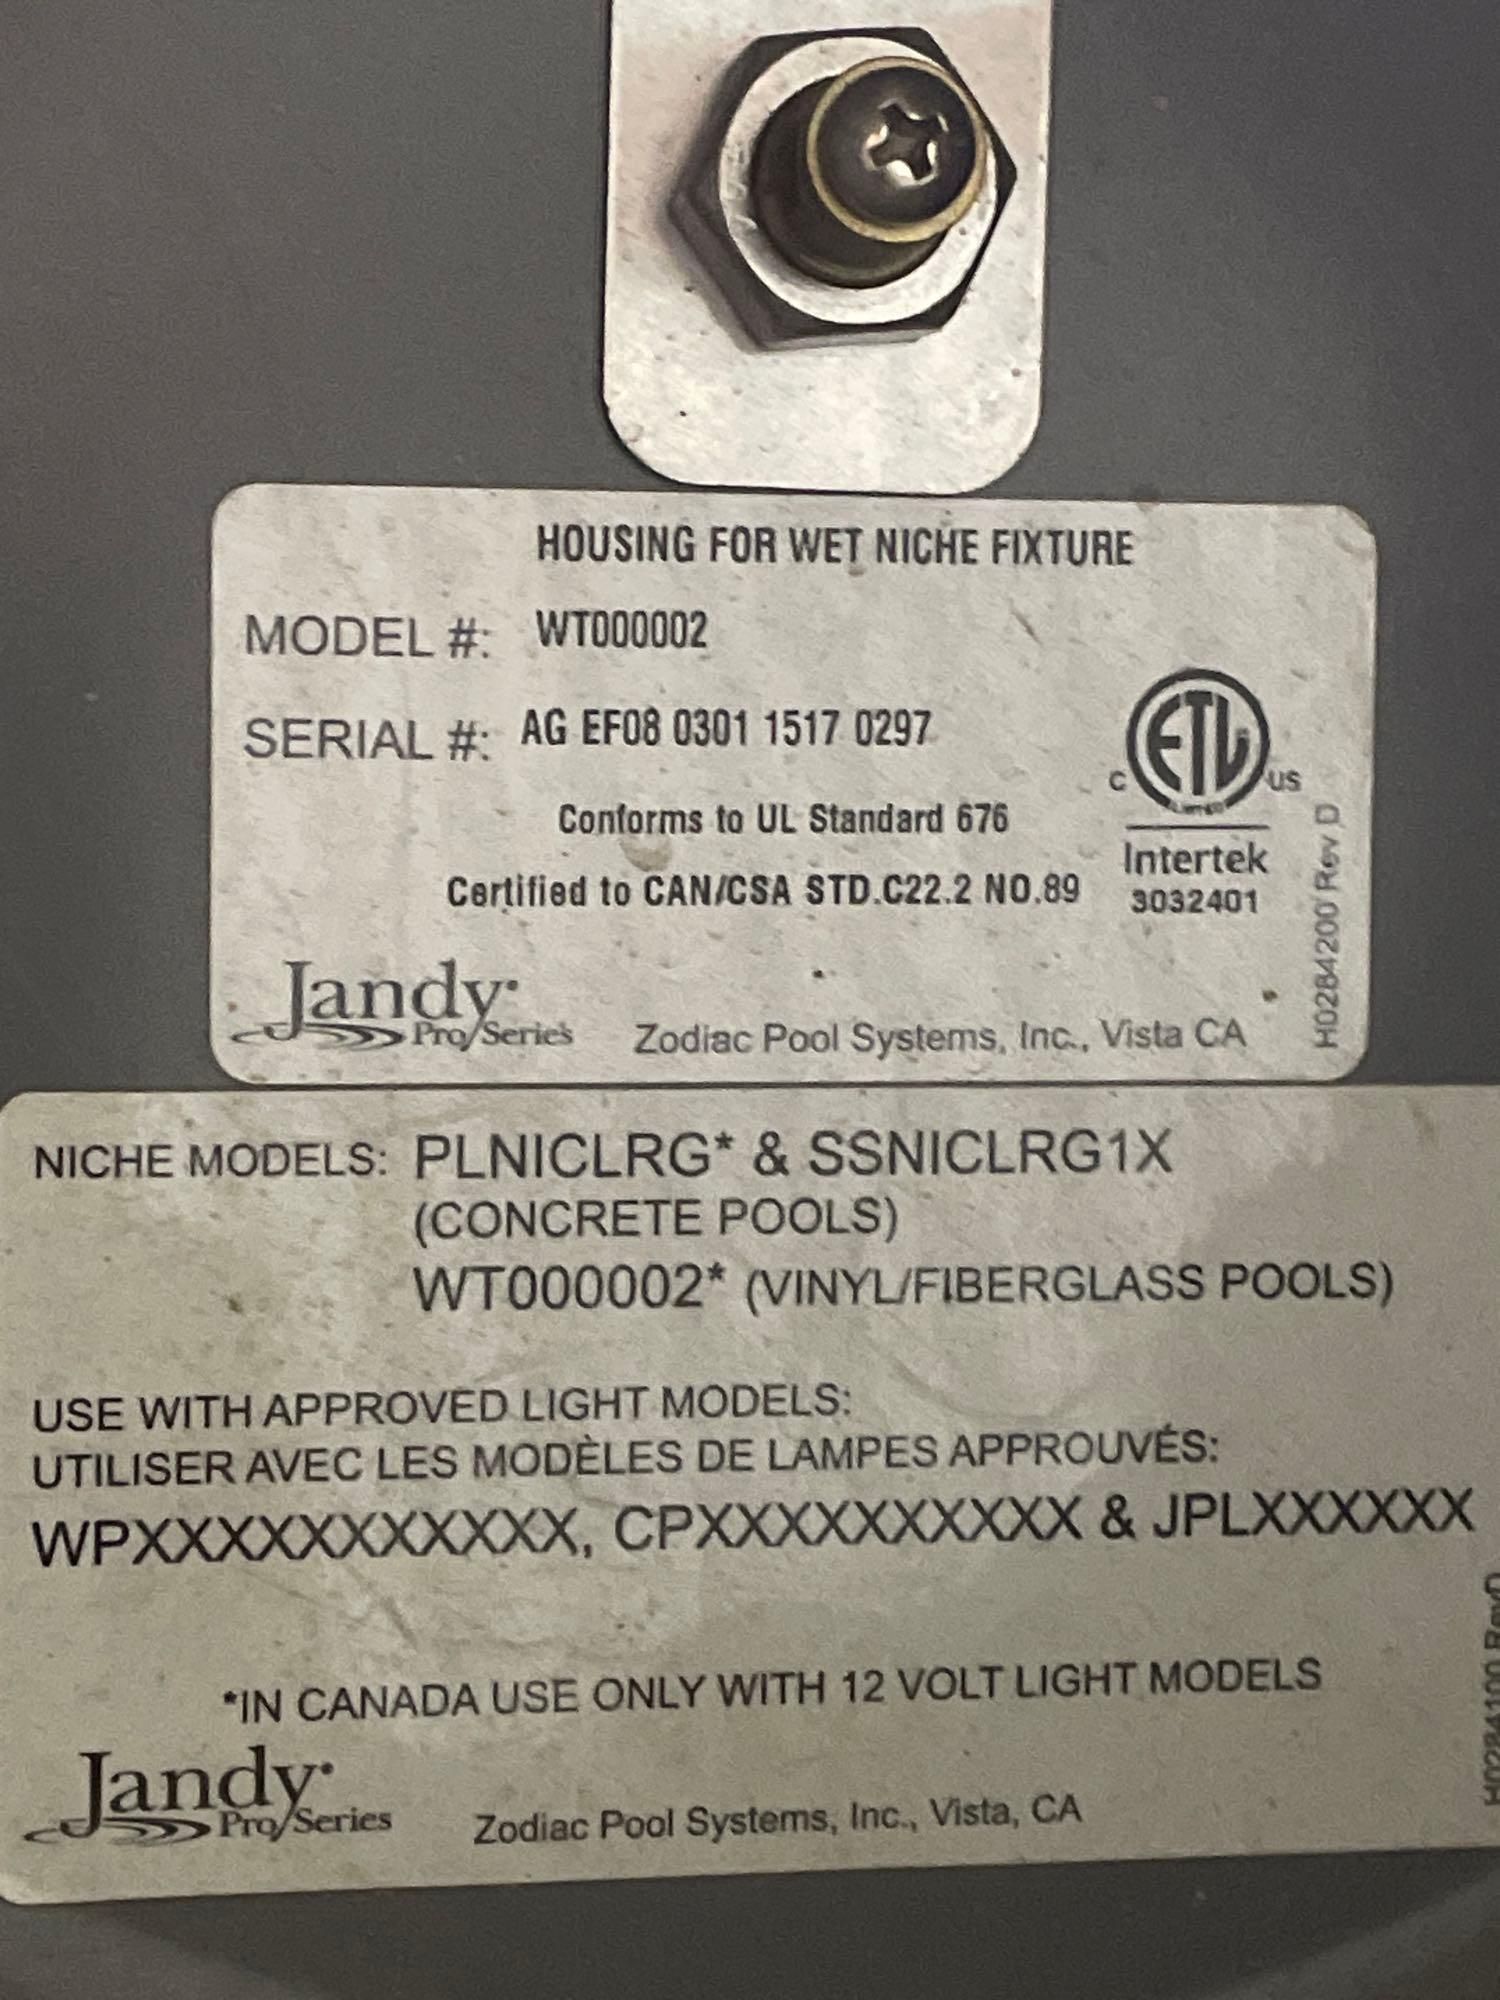 HOUSING FOR WET NICHE FIXTURE
MODEL #: WT000002
SERIAL #: AG EF08 0301 1517 0297
Conforms to UL Standard 676
Certified to CAN/CSA STD.C22.2 NO.89
C ETL US
LISTED
Intertek
3032401
H0284200 Rev D
Jandy
Pro Series
Zodiac Pool Systems, Inc., Vista CA
NICHE MODELS: PLNICLRG* & SSNICLRG1X
(CONCRETE POOLS)
WT000002* (VINYL/FIBERGLASS POOLS)
USE WITH APPROVED LIGHT MODELS:
UTILISER AVEC LES MODÈLES DE LAMPES APPROUVÉS:
WPXXXXXXXXXXX, CPXXXXXXXXXX & JPLXXXXXX
*IN CANADA USE ONLY WITH 12 VOLT LIGHT MODELS
Jandy
Pro Series
Zodiac Pool Systems, Inc., Vista, CA
H0284100 RevD